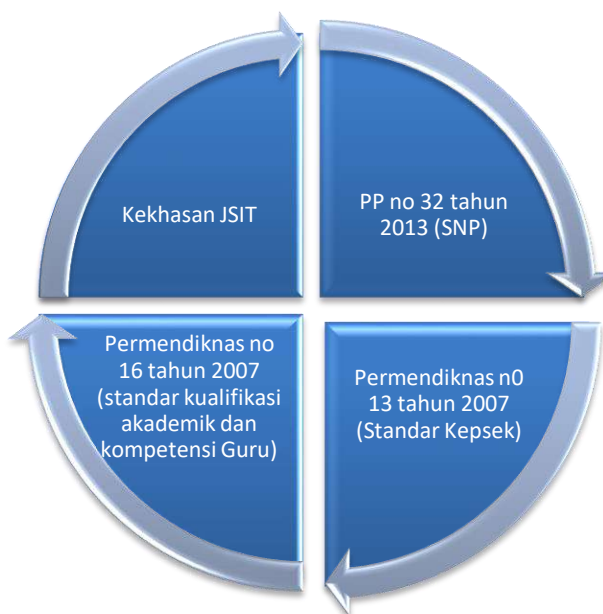 Kekhasan JSIT
PP no 32 tahun
2013 (SNP)
Permendiknas no
16 tahun 2007
(standar kualifikasi
akademik dan
kompetensi Guru)
Permendiknas n0
13 tahun 2007
(Standar Kepsek)